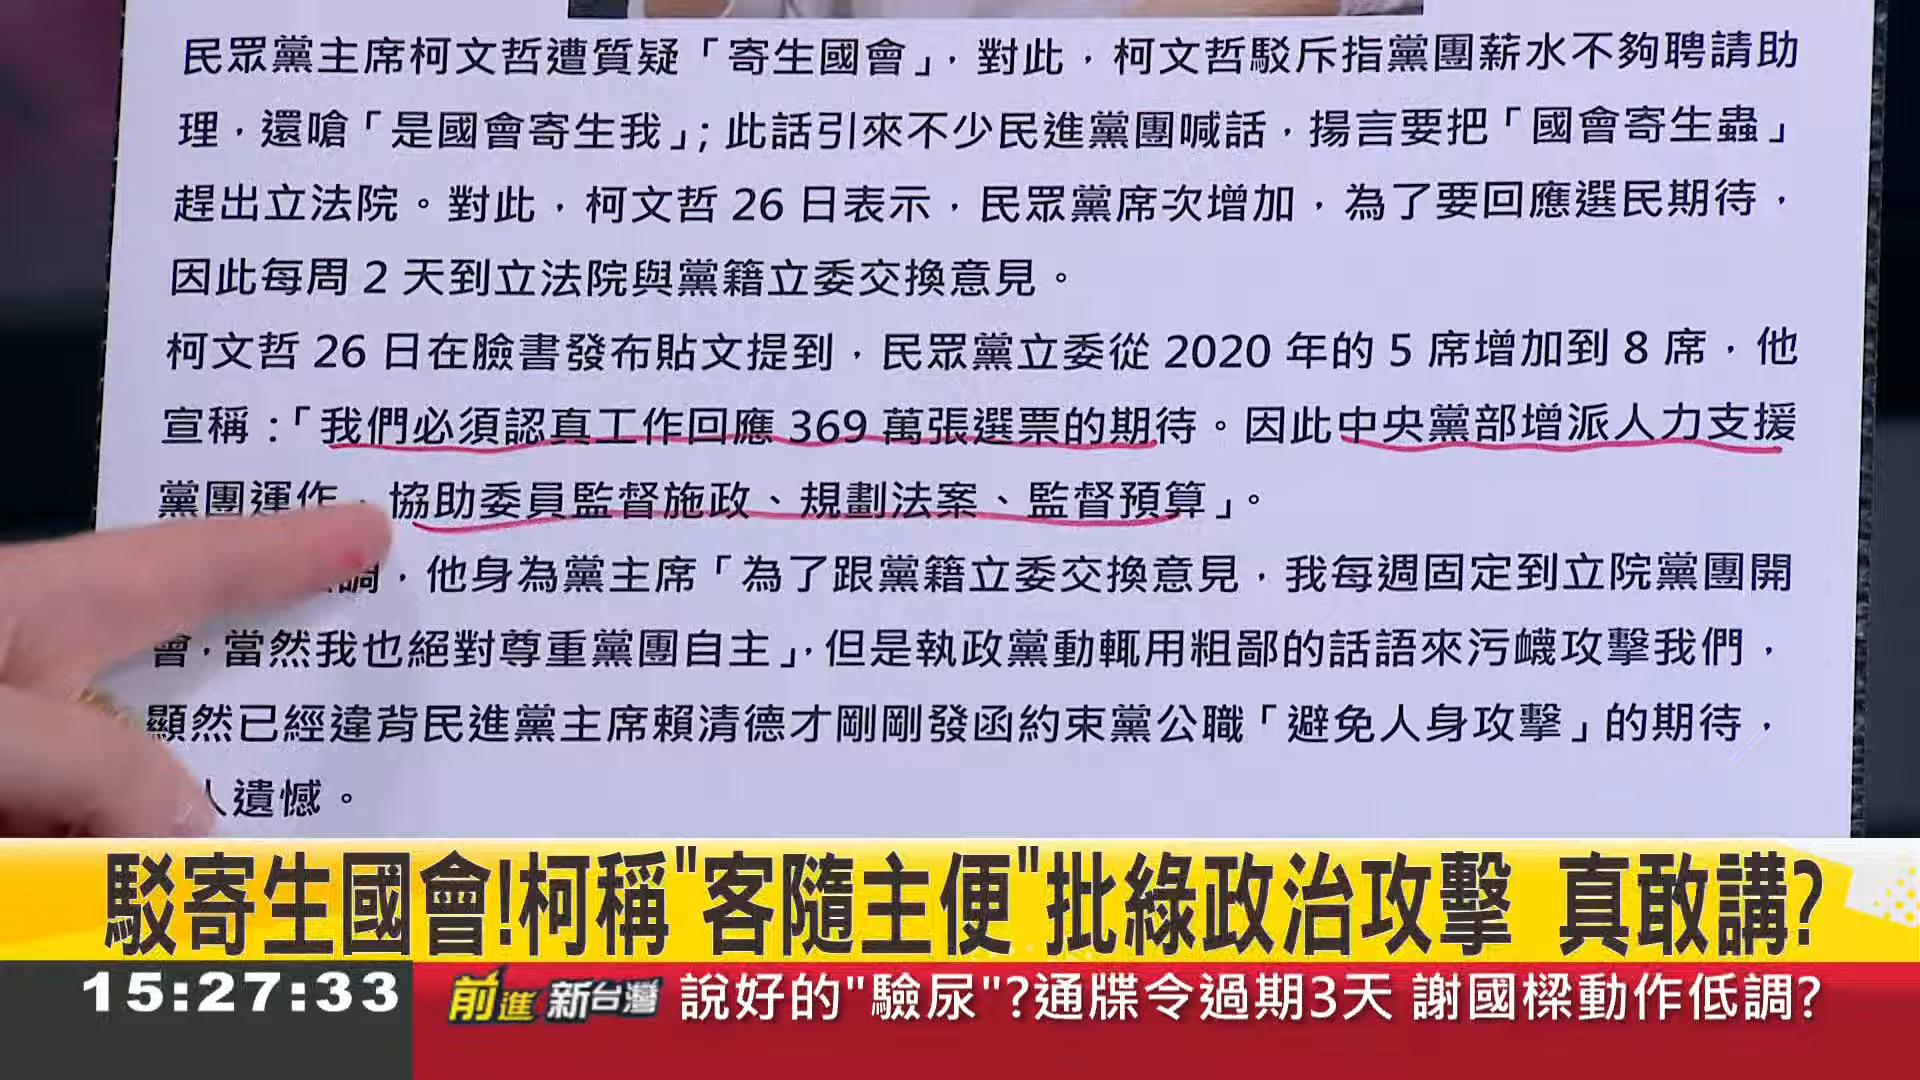 民眾黨主席柯文哲遭質疑「寄生國會」，對此，柯文哲駁斥指黨團薪水不夠聘請助
理，還嗆「是國會寄生我」；此話引來不少民進黨團喊話，揚言要把「國會寄生蟲」
趕出立法院。對此，柯文哲 26 日表示，民眾黨席次增加，為了要回應選民期待，
因此每周 2 天到立法院與黨籍立委交換意見。
柯文哲 26 日在臉書發布貼文提到，民眾黨立委從 2020 年的 5 席增加到 8 席，他
宣稱：「我們必須認真工作回應 369 萬張選票的期待。因此中央黨部增派人力支援
黨團運作，協助委員監督施政、規劃法案、監督預算」。
調，他身為黨主席「為了跟黨籍立委交換意見，我每週固定到立院黨團開
會，當然我也絕對尊重黨團自主」，但是執政黨動輒用粗鄙的話語來污衊攻擊我們，
顯然已經違背民進黨主席賴清德才剛剛發函約束黨公職「避免人身攻擊」的期待，
人遺憾。
駁寄生國會!柯稱"客隨主便"批綠政治攻擊 真敢講?
15:27:33 前進新台灣 說好的"驗尿"?通牒令過期3天 謝國樑動作低調?